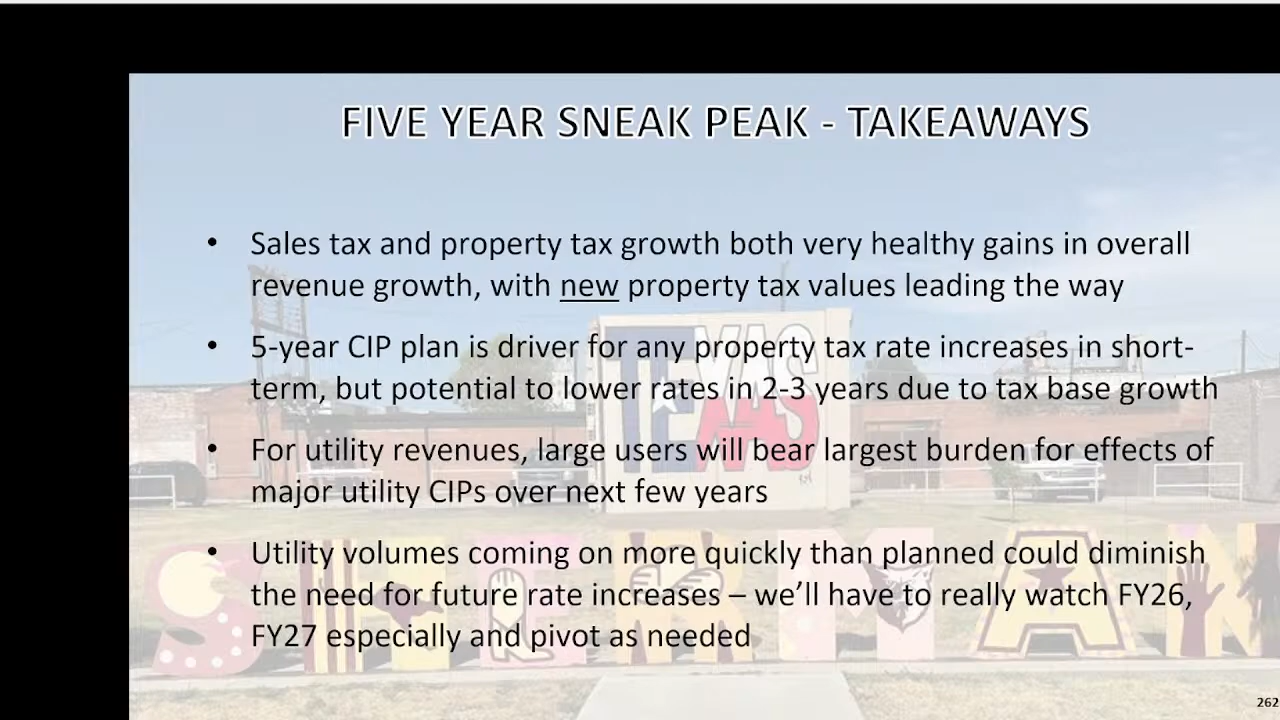 FIVE YEAR SNEAK PEAK - TAKEAWAYS
• Sales tax and property tax growth both very healthy gains in overall
revenue growth, with new property tax values leading the way
• 5-year CIP plan is driver for any property tax rate increases in short-
term, but potential to lower rates in 2-3 years due to tax base growth
• For utility revenues, large users will bear largest burden for effects of
major utility CIPs over next few years
• Utility volumes coming on more quickly than planned could diminish
the need for future rate increases – we’ll have to really watch FY26,
FY27 especially and pivot as needed
TEXAS
SHERMAN
262